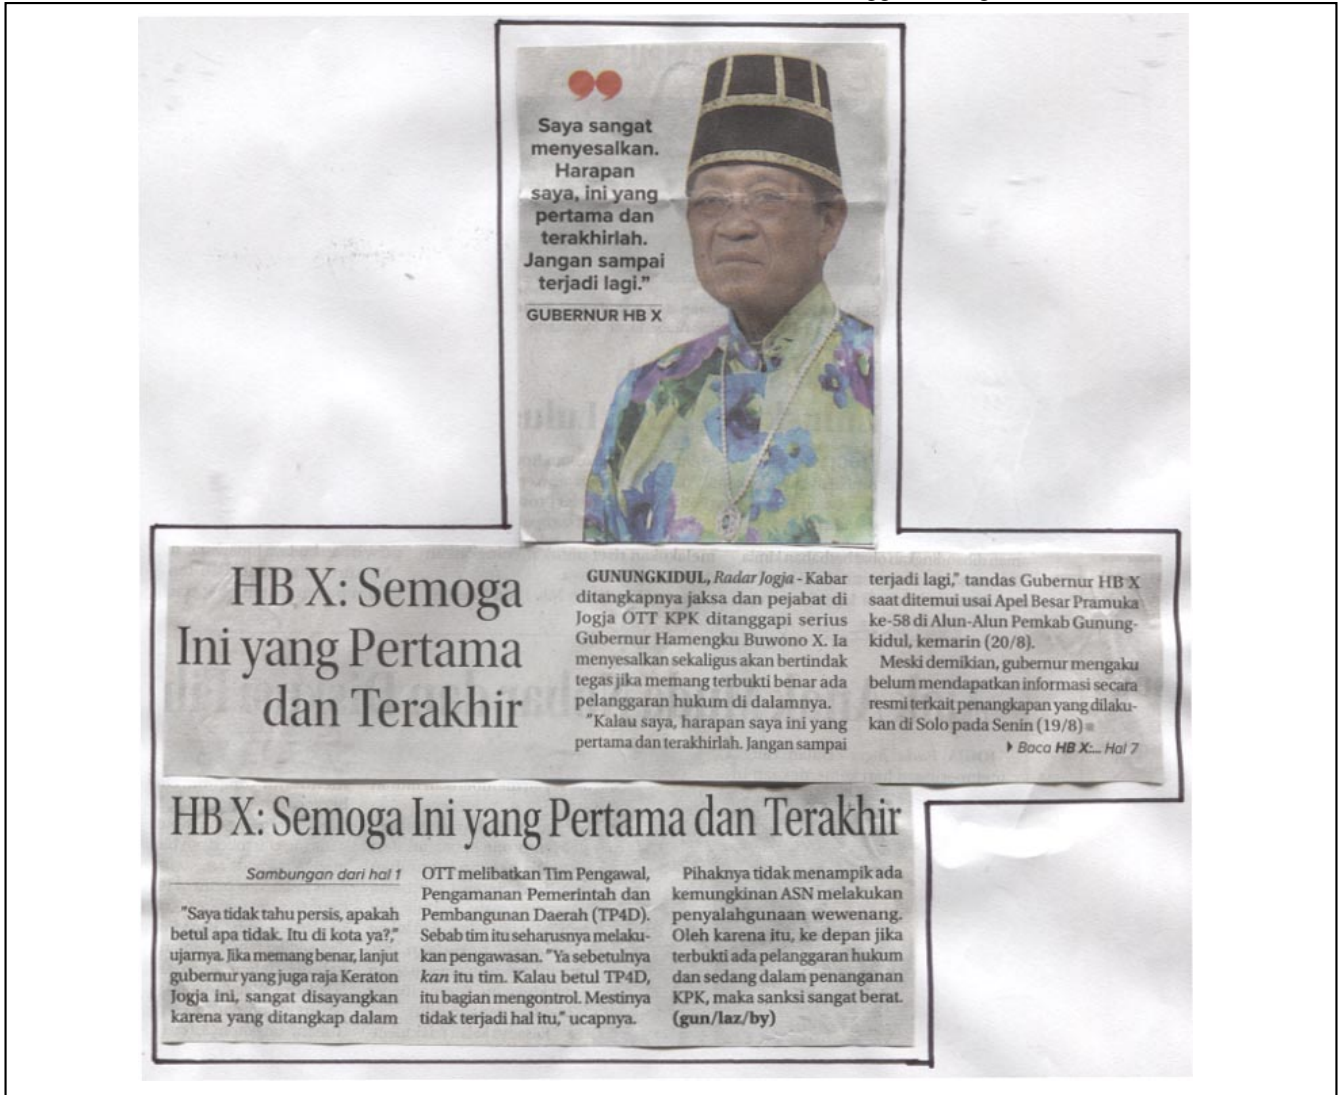 Saya sangat
menyesalkan.
Harapan
saya, ini yang
pertama dan
terakhirlah.
Jangan sampai
terjadi lagi."
GUBERNUR HB X
HB X: Semoga
Ini yang Pertama
dan Terakhir
GUNUNGKIDUL, Radar Jogja - Kabar
ditangkapnya jaksa dan pejabat di
Jogja OTT KPK ditanggapi serius
Gubernur Hamengku Buwono X. Ia
menyesalkan sekaligus akan bertindak
tegas jika memang terbukti benar ada
pelanggaran hukum di dalamnya.
"Kalau saya, harapan saya ini yang
pertama dan terakhirlah. Jangan sampai
terjadi lagi," tandas Gubernur HB X
saat ditemui usai Apel Besar Pramuka
ke-58 di Alun-Alun Pemkab Gunung-
kidul, kemarin (20/8).
Meski demikian, gubernur mengaku
belum mendapatkan informasi secara
resmi terkait penangkapan yang dilaku-
kan di Solo pada Senin (19/8)
Baca HB X:... Hal 7
HB X: Semoga Ini yang Pertama dan Terakhir
Sambungan dari hal 1
"Saya tidak tahu persis, apakah
betul apa tidak. Itu di kota ya?,"
ujarnya. Jika memang benar, lanjut
gubernur yang juga raja Keraton
Jogja ini, sangat disayangkan
karena yang ditangkap dalam
OTT melibatkan Tim Pengawal,
Pengamanan Pemerintah dan
Pembangunan Daerah (TP4D).
Sebab tim itu seharusnya melaku-
kan pengawasan. "Ya sebetulnya
kan itu tim. Kalau betul TP4D,
itu bagian mengontrol. Mestinya
tidak terjadi hal itu," ucapnya.
Pihaknya tidak menampik ada
kemungkinan ASN melakukan
penyalahgunaan wewenang.
Oleh karena itu, ke depan jika
terbukti ada pelanggaran hukum
dan sedang dalam penanganan
KPK, maka sanksi sangat berat.
(gun/laz/by)